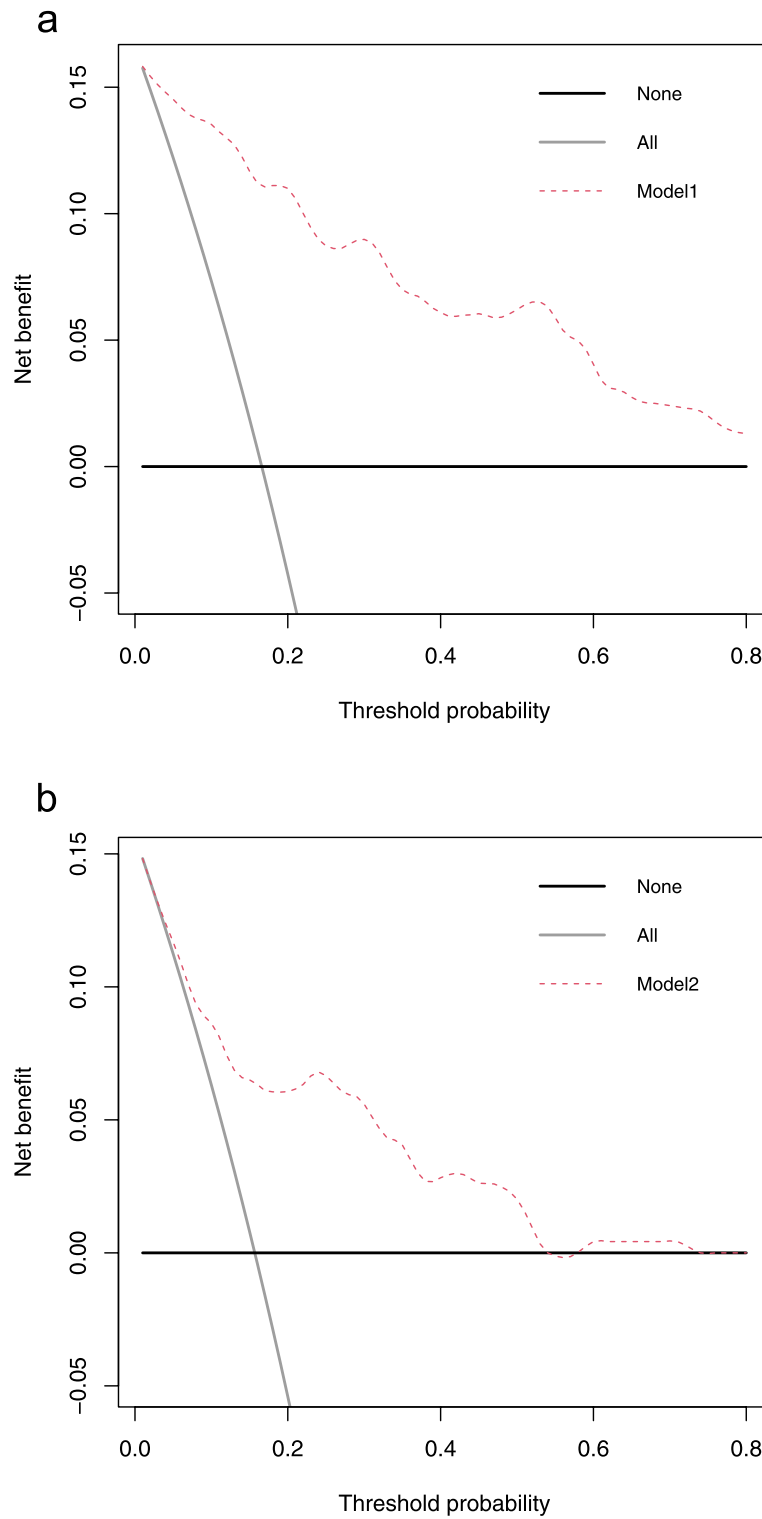 a
0.15
0.10
0.05
0.00
−0.05
Net benefit
None
All
Model1
0.0 0.2 0.4 0.6 0.8
Threshold probability
b
0.15
0.10
0.05
0.00
−0.05
Net benefit
None
All
Model2
0.0 0.2 0.4 0.6 0.8
Threshold probability